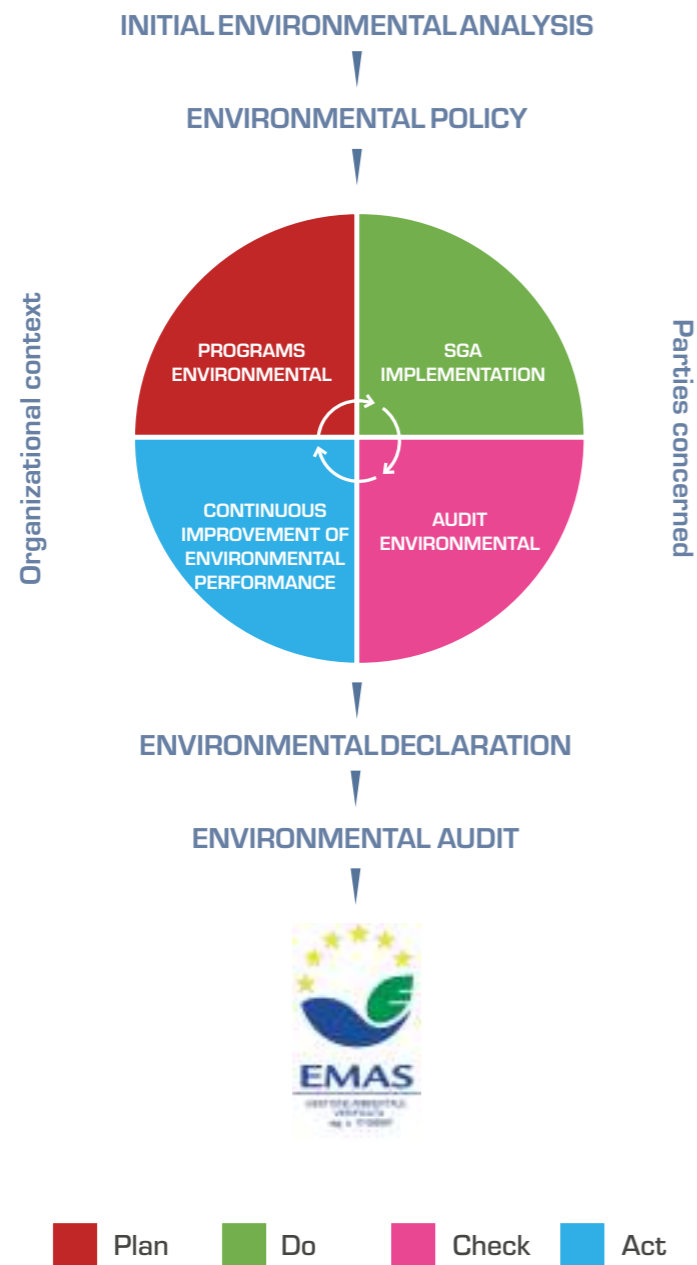 INITIAL ENVIRONMENTAL ANALYSIS
ENVIRONMENTAL POLICY
Organizational context
PROGRAMS
ENVIRONMENTAL
SGA
IMPLEMENTATION
Parties concerned
CONTINUOUS
IMPROVEMENT OF
ENVIRONMENTAL
PERFORMANCE
AUDIT
ENVIRONMENTAL
ENVIRONMENTAL DECLARATION
ENVIRONMENTAL AUDIT
EMAS
Plan
Do
Check
Act